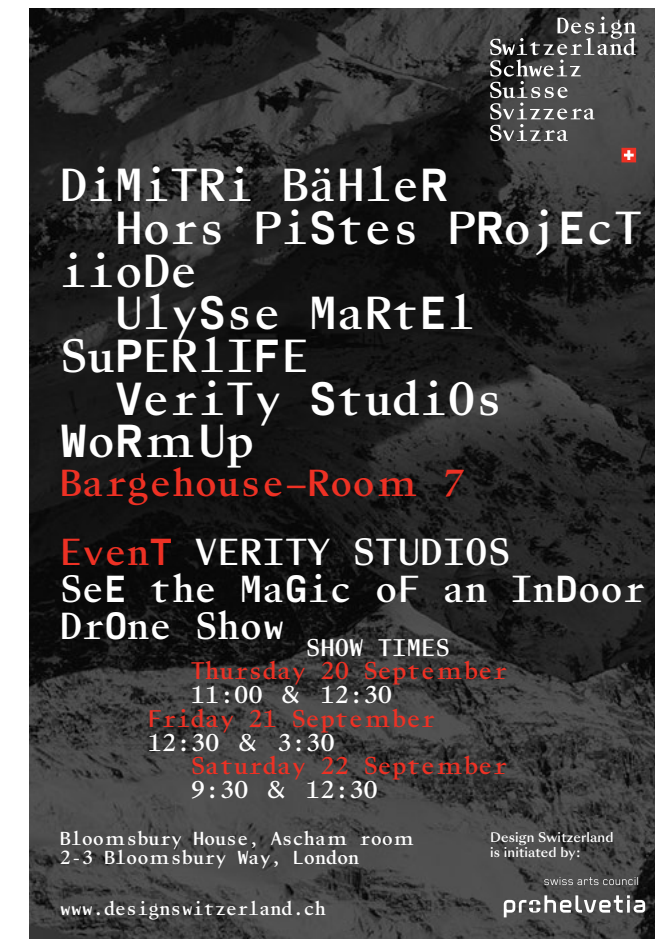 Design
Switzerland
Schweiz
Suisse
Svizzera
Svizra
DiMiTRi BäHleR
Hors PiStes PRojEcT
iioDe
UlySse MaRtEl
SuPERlIFE
VeriTy StudiOs
WoRmUp
Bargehouse–Room 7
EvenT VERITY STUDIOS
SeE the MaGic oF an InDoor
DrOne Show
SHOW TIMES
Thursday 20 September
11:00 & 12:30
Friday 21 September
12:30 & 3:30
Saturday 22 September
9:30 & 12:30
Bloomsbury House, Ascham room
2-3 Bloomsbury Way, London
www.designswitzerland.ch
Design Switzerland
is initiated by:
swiss arts council
prohelvetia